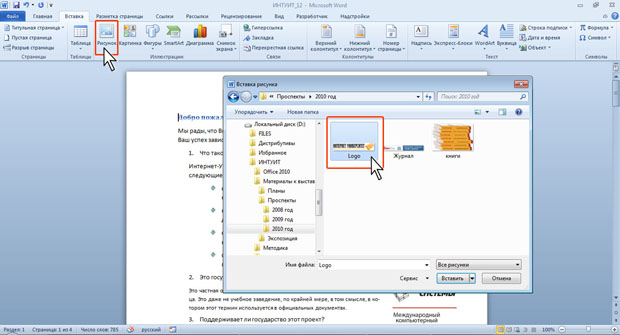 ИНТУИТ_12 - Microsoft Word
Файл Главная Вставка Разметка страницы Ссылки Рассылки Рецензирование Вид Разработчик Надстройки
Титульная страница
Пустая страница
Разрыв страницы
Страницы
Таблица
Таблицы
Рисунок Картинка Фигуры SmartArt Диаграмма Снимок экрана
Иллюстрации
Гиперссылка
Закладка
Перекрестная ссылка
Связи
Верхний колонтитул Нижний колонтитул Номер страницы
Колонтитулы
Надпись Экспресс-блоки WordArt Буквица
Строка подписи
Дата и время
Объект
Текст
Формула
Символ
Символы
Вставка рисунка
Проспекты 2010 год
Поиск: 2010 год
Упорядочить Новая папка
Локальный диск (D:)
FILES
Дистрибутивы
Избранное
ИНТУИТ
Office 2010
Материалы к выстав
Планы
Проспекты
2008 год
2009 год
2010 год
Экспозиция
Методика
Logo
Журнал
книги
Имя файла: Logo
Все рисунки
Сервис Вставить Отмена
Добро пожал
Мы рады, что В
Ваш успех завис
1. Что тако
Интернет-У
следующие
2. Это госу
Это частная о
ца. Это даже не учебное заведение, по крайней мере, в том смысле, в ко-
тором этот термин используется официальных документах.
3. Поддерживает ли государство этот проект?
СИСТЕМЫ
Международный
компьютерный
Раздел: 1 Страница: 1 из 4 Число слов: 785 русский 100%